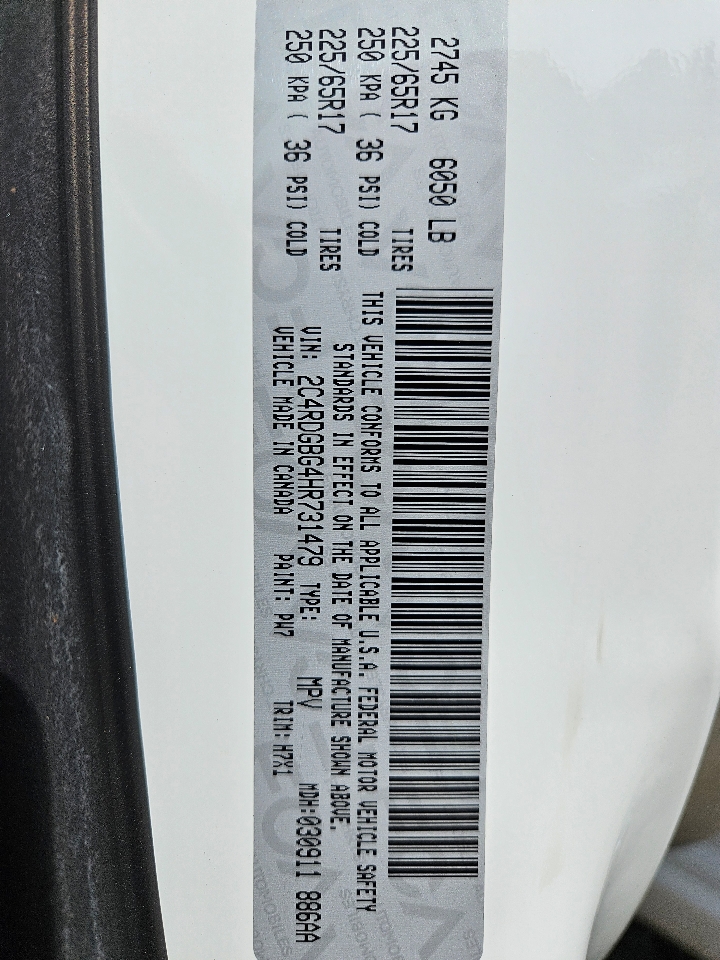 2745 KG 6050 LB
225/65R17 TIRES
250 KPA ( 36 PSI) COLD
225/65R17 TIRES
250 KPA ( 36 PSI) COLD
THIS VEHICLE CONFORMS TO ALL APPLICABLE U.S.A. FEDERAL MOTOR VEHICLE SAFETY
STANDARDS IN EFFECT ON THE DATE OF MANUFACTURE SHOWN ABOVE.
VIN: 2C4RDGBG4HR731479 TYPE: MPV MDH:030911 886AA
VEHICLE MADE IN CANADA PAINT: PW7 TRIM: H7X1